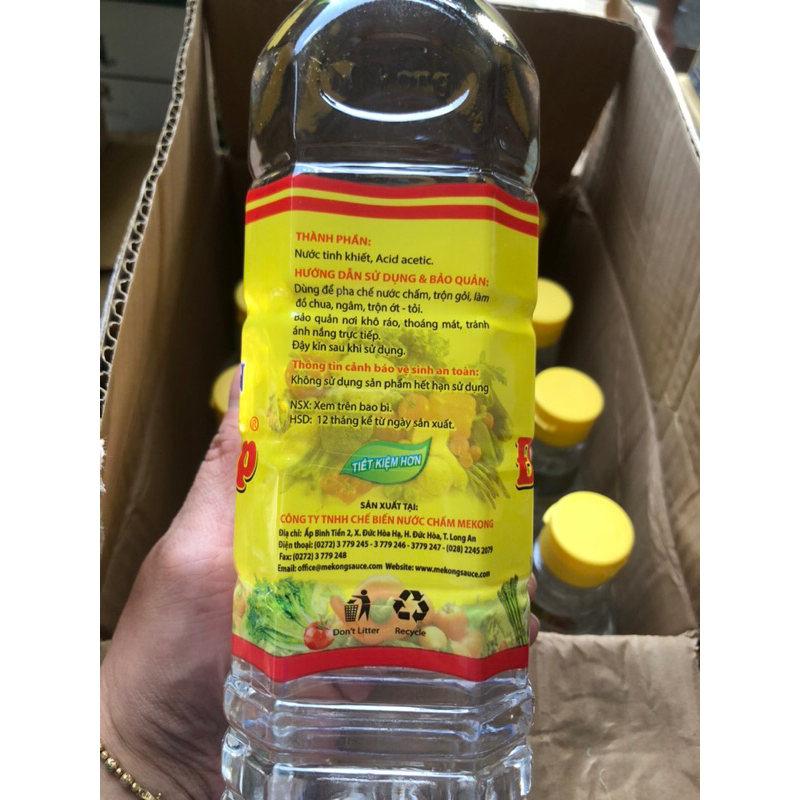 THÀNH PHẦN:
Nước tinh khiết, Acid acetic.
HƯỚNG DẪN SỬ DỤNG & BẢO QUẢN:
Dùng để pha chế nước chấm, trộn gỏi, làm
đồ chua, ngâm, trộn ớt - tỏi.
Bảo quản nơi khô ráo, thoáng mát, tránh
ánh nắng trực tiếp.
Đậy kín sau khi sử dụng.
Thông tin cảnh báo vệ sinh an toàn:
Không sử dụng sản phẩm hết hạn sử dụng
NSX: Xem trên bao bì.
HSD: 12 tháng kể từ ngày sản xuất.
TIẾT KIỆM HƠN
SẢN XUẤT TẠI:
CÔNG TY TNHH CHẾ BIẾN NƯỚC CHẤM MEKONG
Địa chỉ: Ấp Bình Tiền 2, X. Đức Hòa Hạ, H. Đức Hòa, T. Long An
Điện thoại: (0272) 3 779 245 - 3 779 246 - 3779 247 - (028) 2245 2079
Fax: (0272) 3 779 248
Email: office@mekongsauce.com Website: www.mekongsauce.com
Don't Litter Recycle